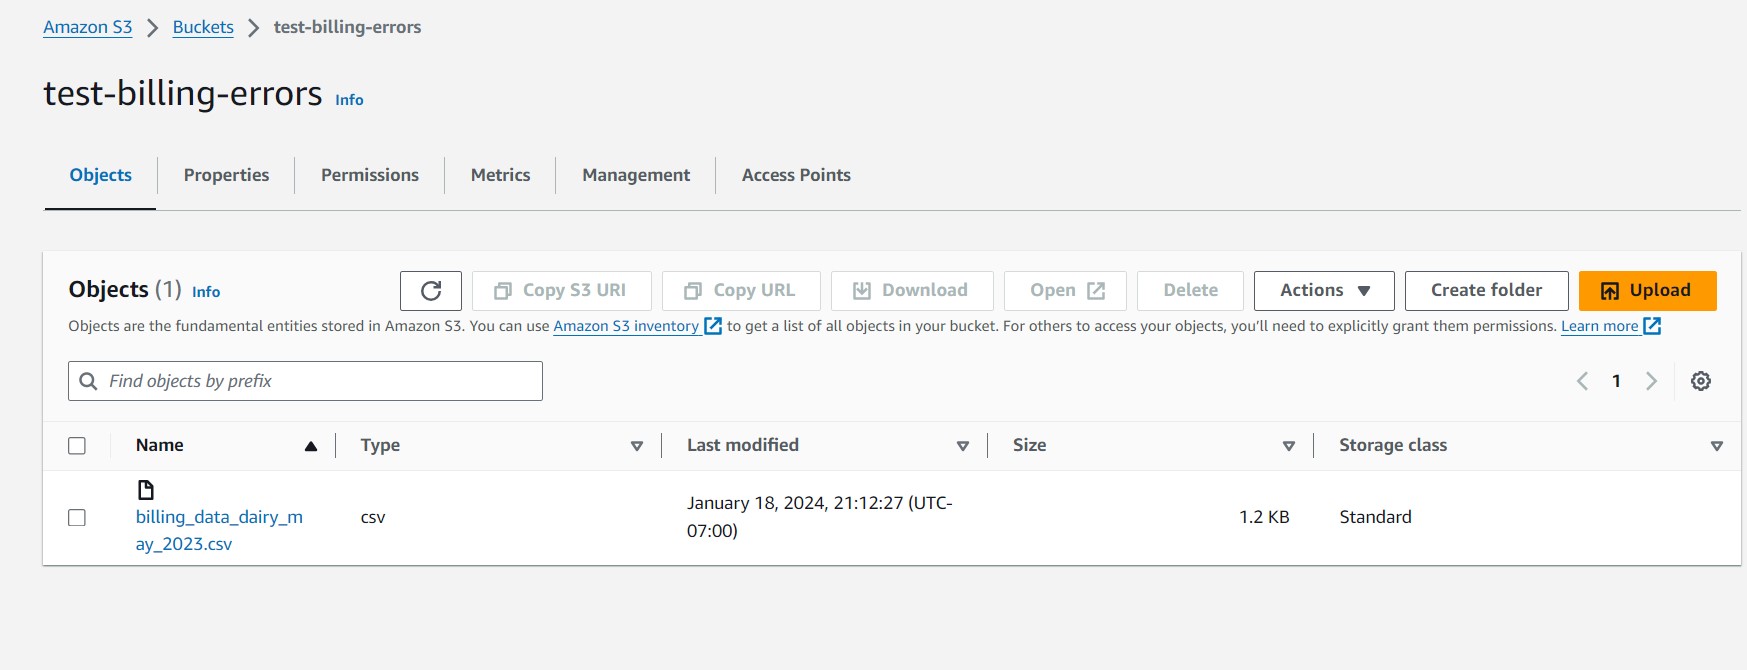 Amazon S3 > Buckets > test-billing-errors
test-billing-errors Info
Objects Properties Permissions Metrics Management Access Points
Objects (1) Info Copy S3 URI Copy URL Download Open Delete Actions Create folder Upload
Objects are the fundamental entities stored in Amazon S3. You can use Amazon S3 inventory to get a list of all objects in your bucket. For others to access your objects, you'll need to explicitly grant them permissions. Learn more
Find objects by prefix 1
Name Type Last modified Size Storage class
billing_data_dairy_m
ay_2023.csv
csv
January 18, 2024, 21:12:27 (UTC-
07:00)
1.2 KB
Standard